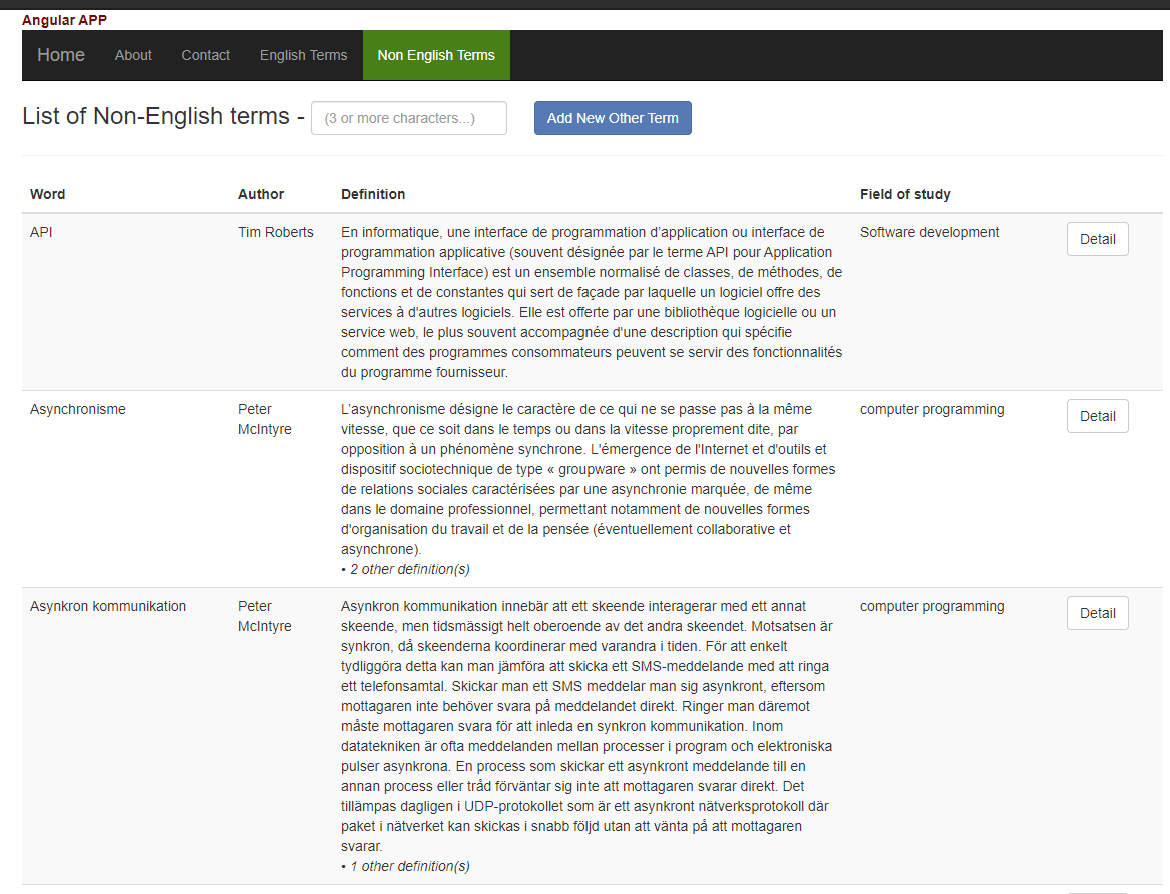 Angular APP
Home About Contact English Terms Non English Terms
List of Non-English terms - (3 or more characters...) Add New Other Term
Word Author Definition Field of study
API Tim Roberts En informatique, une interface de programmation d’application ou interface de Software development Detail
programmation applicative (souvent désignée par le terme API pour Application
Programming Interface) est un ensemble normalisé de classes, de méthodes, de
fonctions et de constantes qui sert de façade par laquelle un logiciel offre des
services à d'autres logiciels. Elle est offerte par une bibliothèque logicielle ou un
service web, le plus souvent accompagnée d'une description qui spécifie
comment des programmes consommateurs peuvent se servir des fonctionnalités
du programme fournisseur.
Asynchronisme Peter McIntyre L’asynchronisme désigne le caractère de ce qui ne se passe pas à la même computer programming Detail
vitesse, que ce soit dans le temps ou dans la vitesse proprement dite, par
opposition à un phénomène synchrone. L'émergence de l'Internet et d'outils et
dispositif sociotechnique de type « groupware » ont permis de nouvelles formes
de relations sociales caractérisées par une asynchronie marquée, de même
dans le domaine professionnel, permettant notamment de nouvelles formes
d'organisation du travail et de la pensée (éventuellement collaborative et
asynchrone).
• 2 other definition(s)
Asynkron kommunikation Peter McIntyre Asynkron kommunikation innebär att ett skeende interagerar med ett annat computer programming Detail
skeende, men tidsmässigt helt oberoende av det andra skeendet. Motsatsen är
synkron, då skeenderna koordinerar med varandra i tiden. För att enkelt
tydliggöra detta kan man jämföra att skicka ett SMS-meddelande med att ringa
ett telefonsamtal. Skickar man ett SMS meddelar man sig asynkront, eftersom
mottagaren inte behöver svara på meddelandet direkt. Ringer man däremot
måste mottagaren svara för att inleda en synkron kommunikation. Inom
datatekniken är ofta meddelanden mellan processer i program och elektroniska
pulser asynkrona. En process som skickar ett asynkront meddelande till en
annan process eller tråd förväntar sig inte att mottagaren svarar direkt. Det
tillämpas dagligen i UDP-protokollet som är ett asynkront nätverksprotokoll där
paket i nätverket kan skickas i snabb följd utan att vänta på att mottagaren
svarar.
• 1 other definition(s)